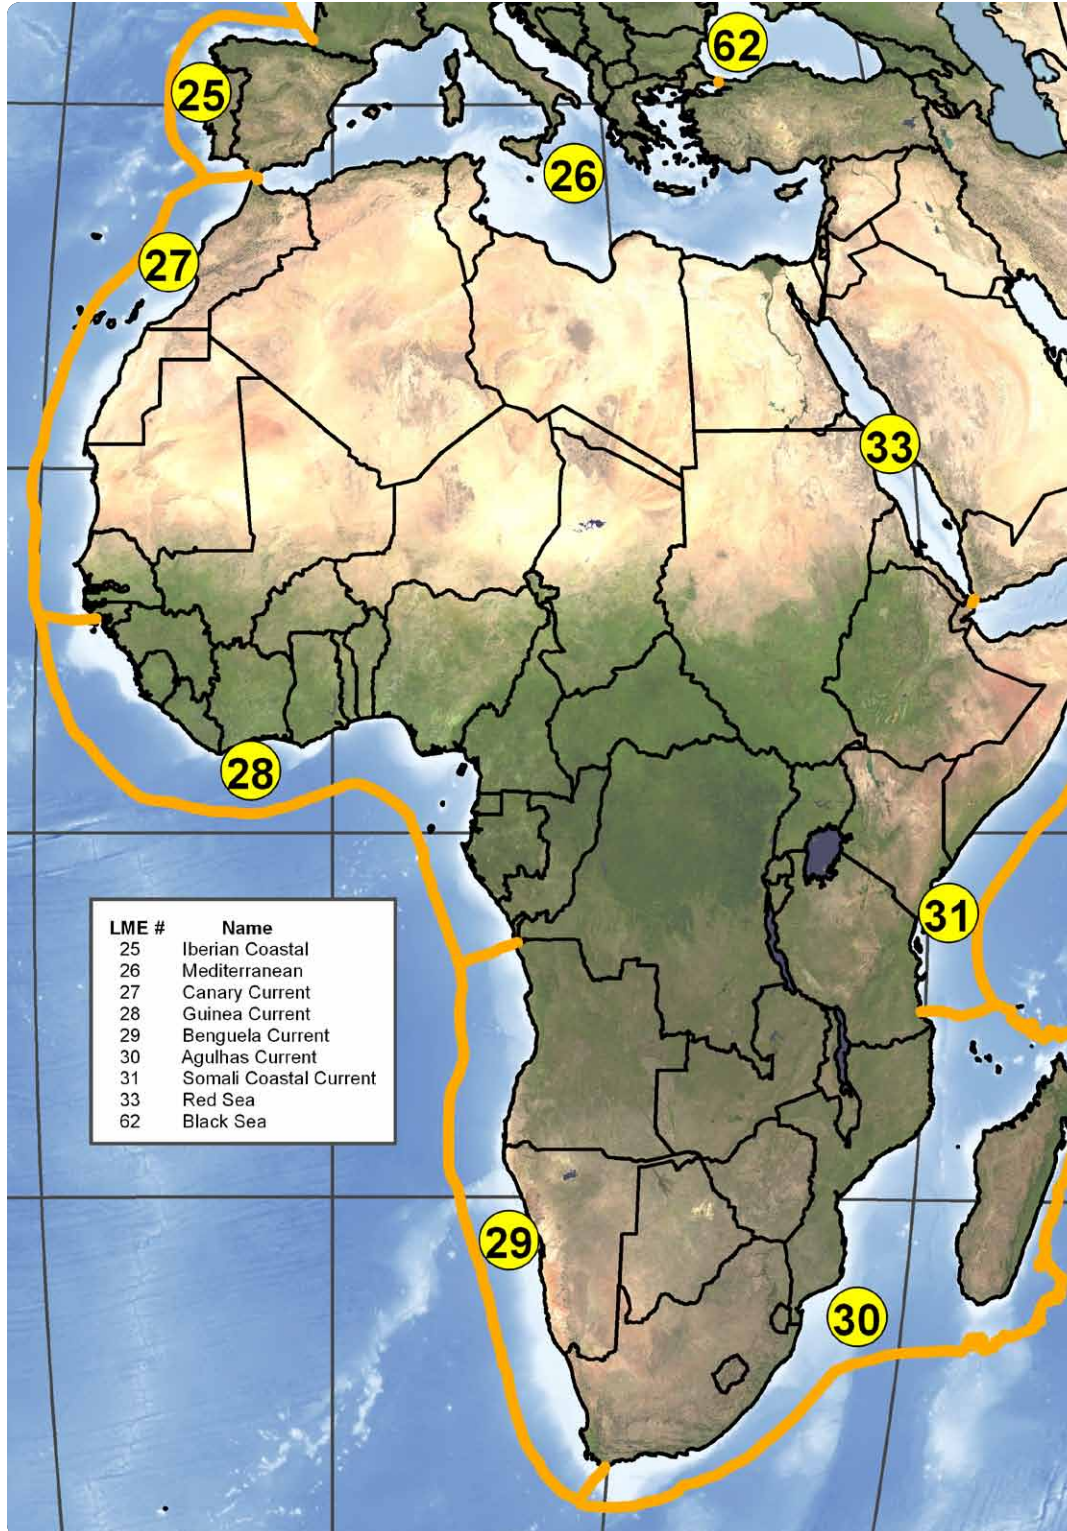 62
25
26
27
33
28
31
LME # Name
25 Iberian Coastal
26 Mediterranean
27 Canary Current
28 Guinea Current
29 Benguela Current
30 Agulhas Current
31 Somali Coastal Current
33 Red Sea
62 Black Sea
29
30